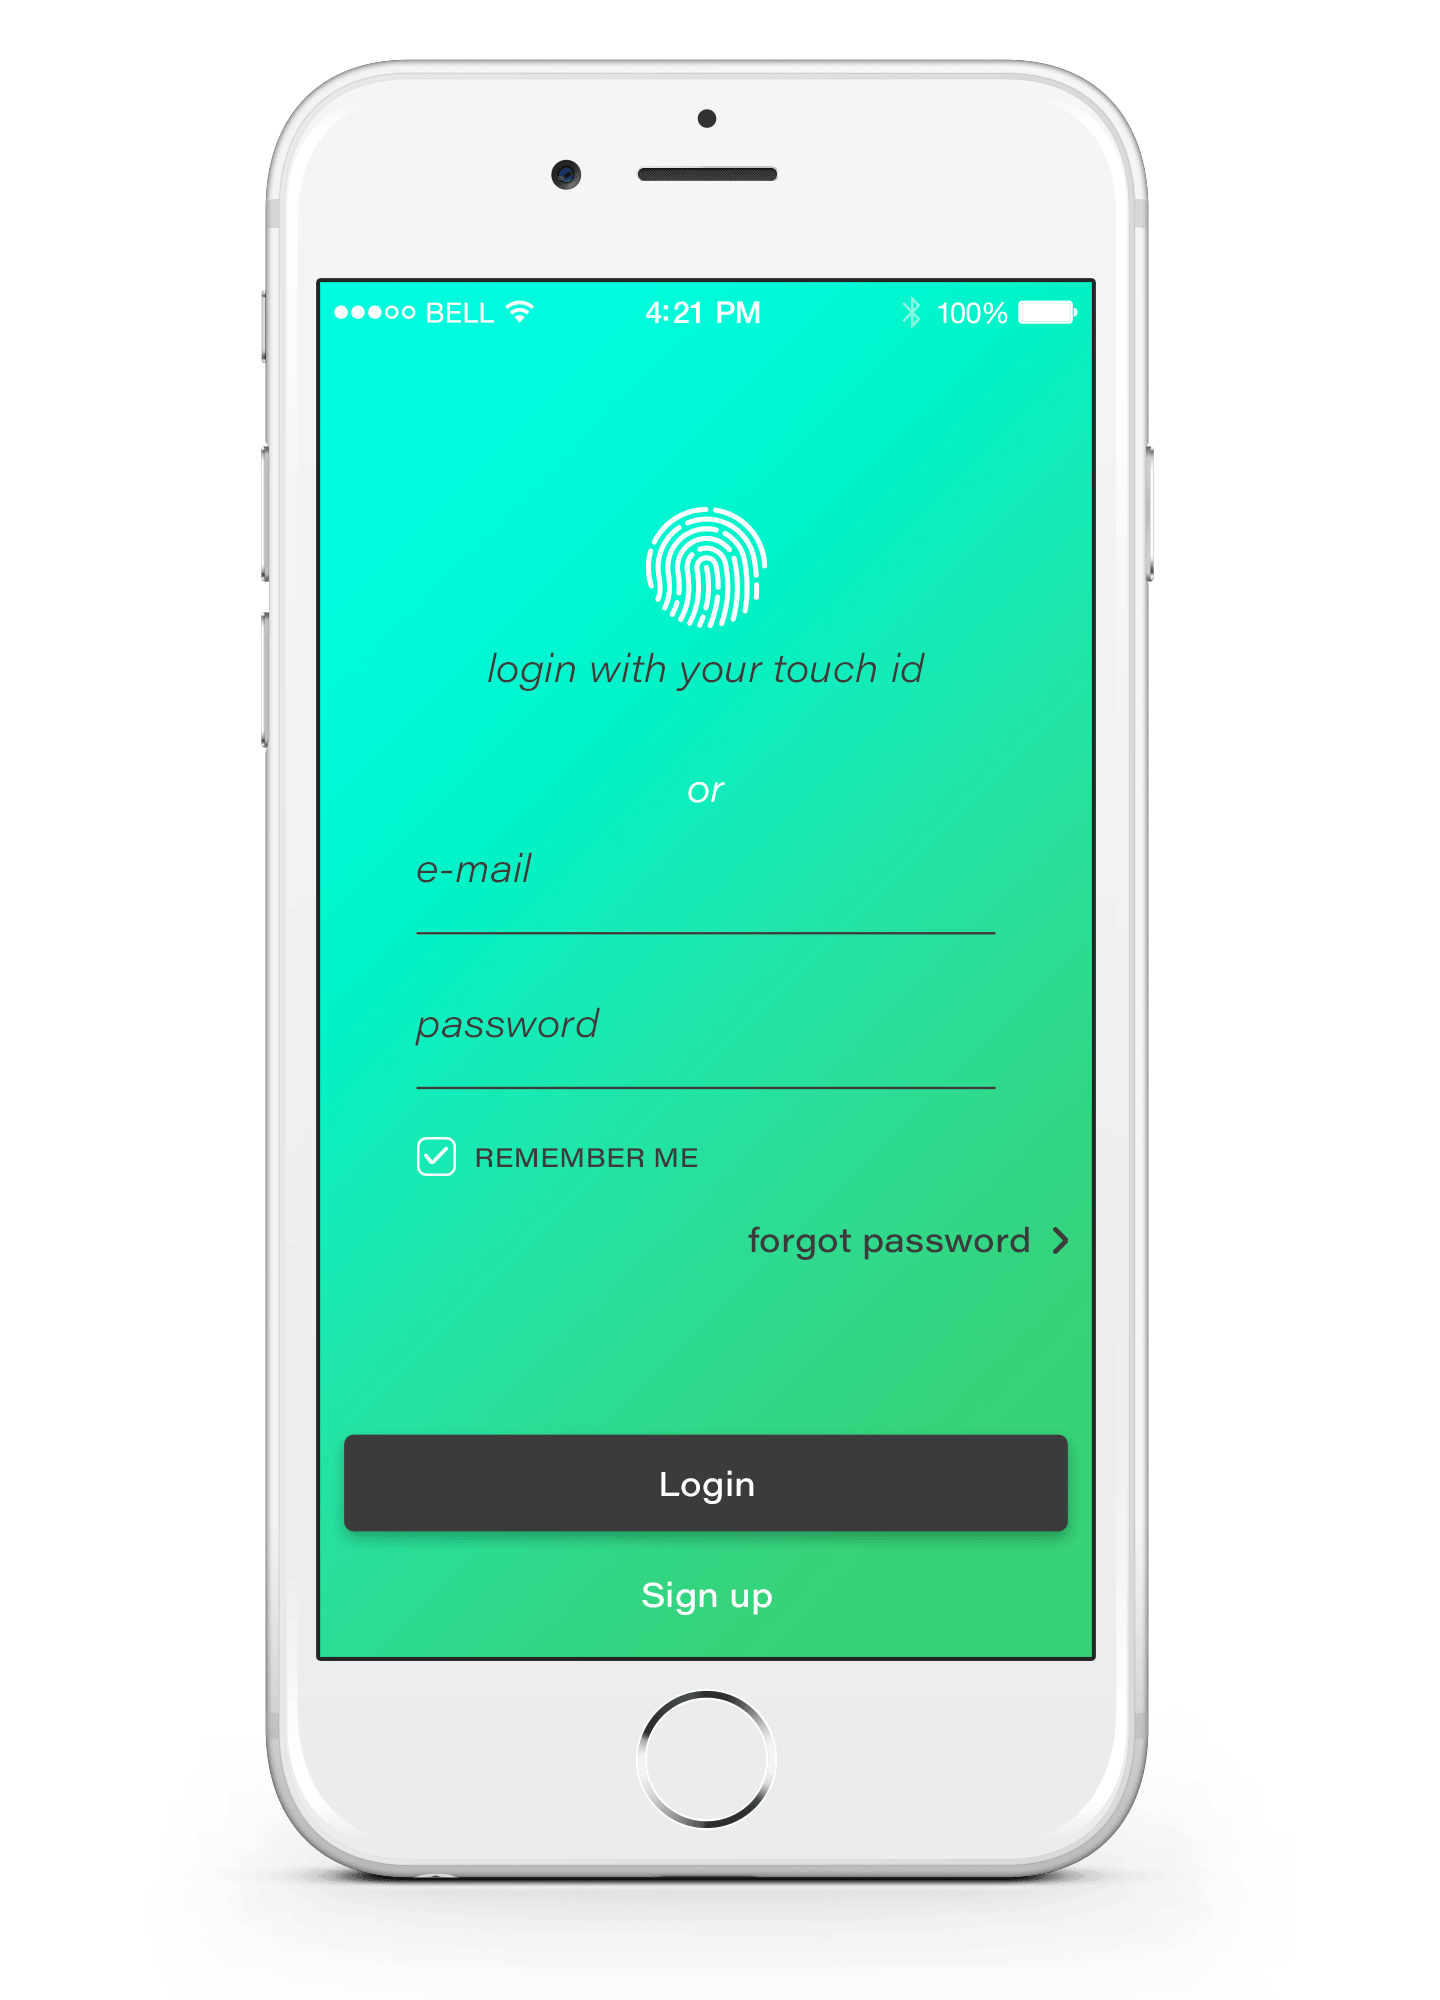 BELL 4:21 PM 100%
login with your touch id
or
e-mail
password
REMEMBER ME
forgot password
Login
Sign up